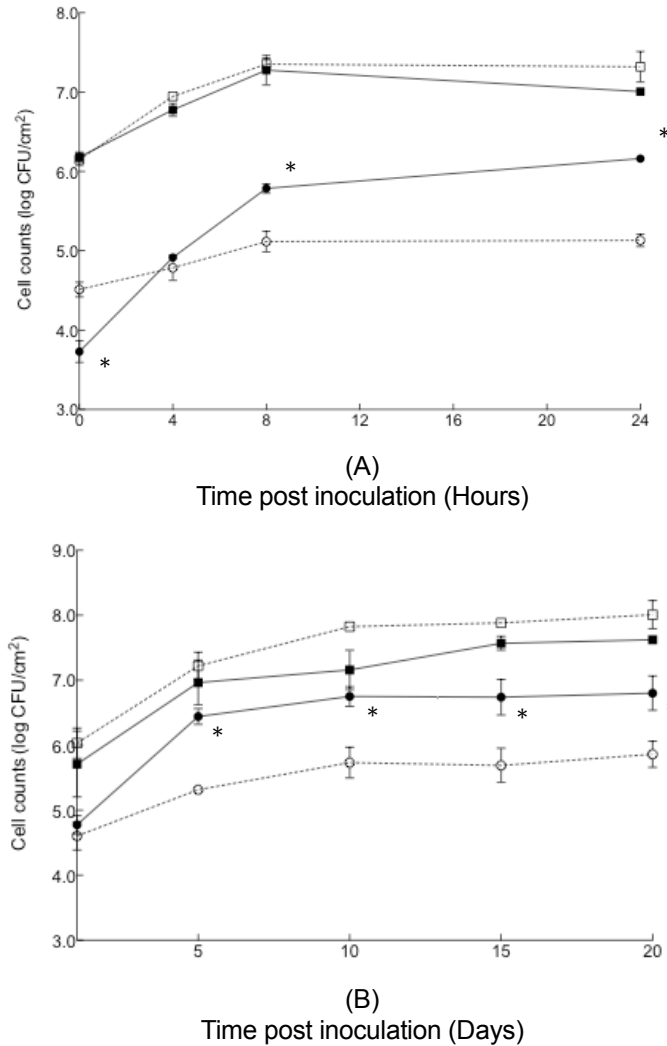 8.0
7.0
6.0
5.0
4.0
3.0
Cell counts (log CFU/cm²)
*
*
*
0 4 8 12 16 20 24
(A)
Time post inoculation (Hours)
9.0
8.0
7.0
6.0
5.0
4.0
3.0
Cell counts (log CFU/cm²)
*
*
*
5 10 15 20
(B)
Time post inoculation (Days)